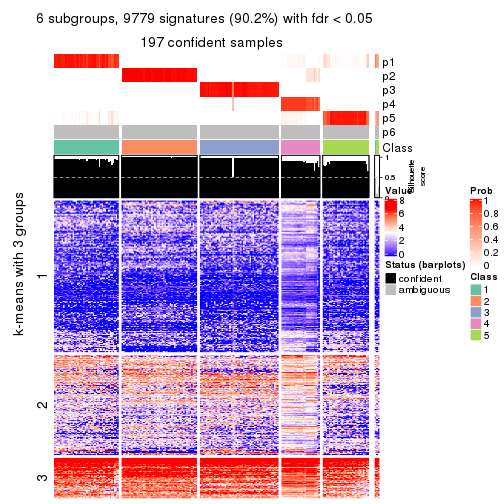 6 subgroups, 9779 signatures (90.2%) with fdr < 0.05
197 confident samples
p1
p2
p3
p4
p5
p6
Class
1
0.5
0
Silhouette
score
k-means with 3 groups
1
2
3
Value
8
6
4
2
0
Status (barplots)
confident
ambiguous
Prob
1
0.8
0.6
0.4
0.2
0
Class
1
2
3
4
5